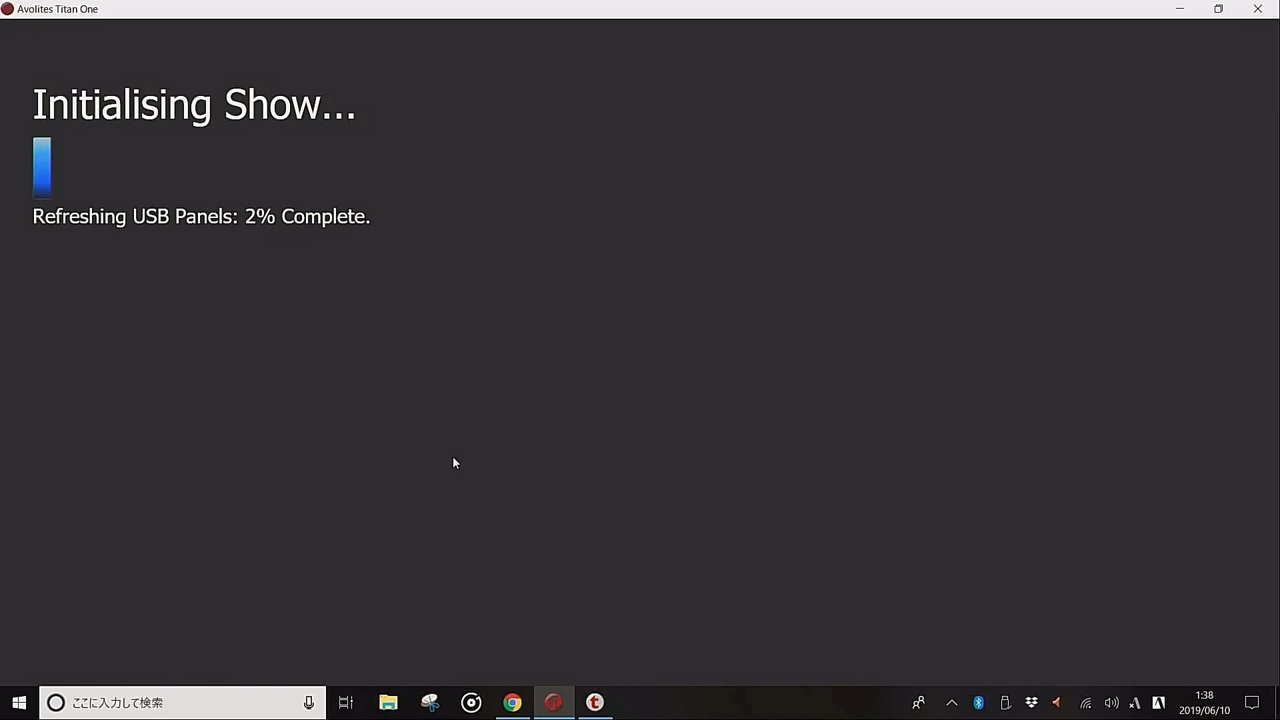 Avolites Titan One
Initialising Show...
Refreshing USB Panels: 2% Complete.
ここに入力して検索
1:38
2019/06/10